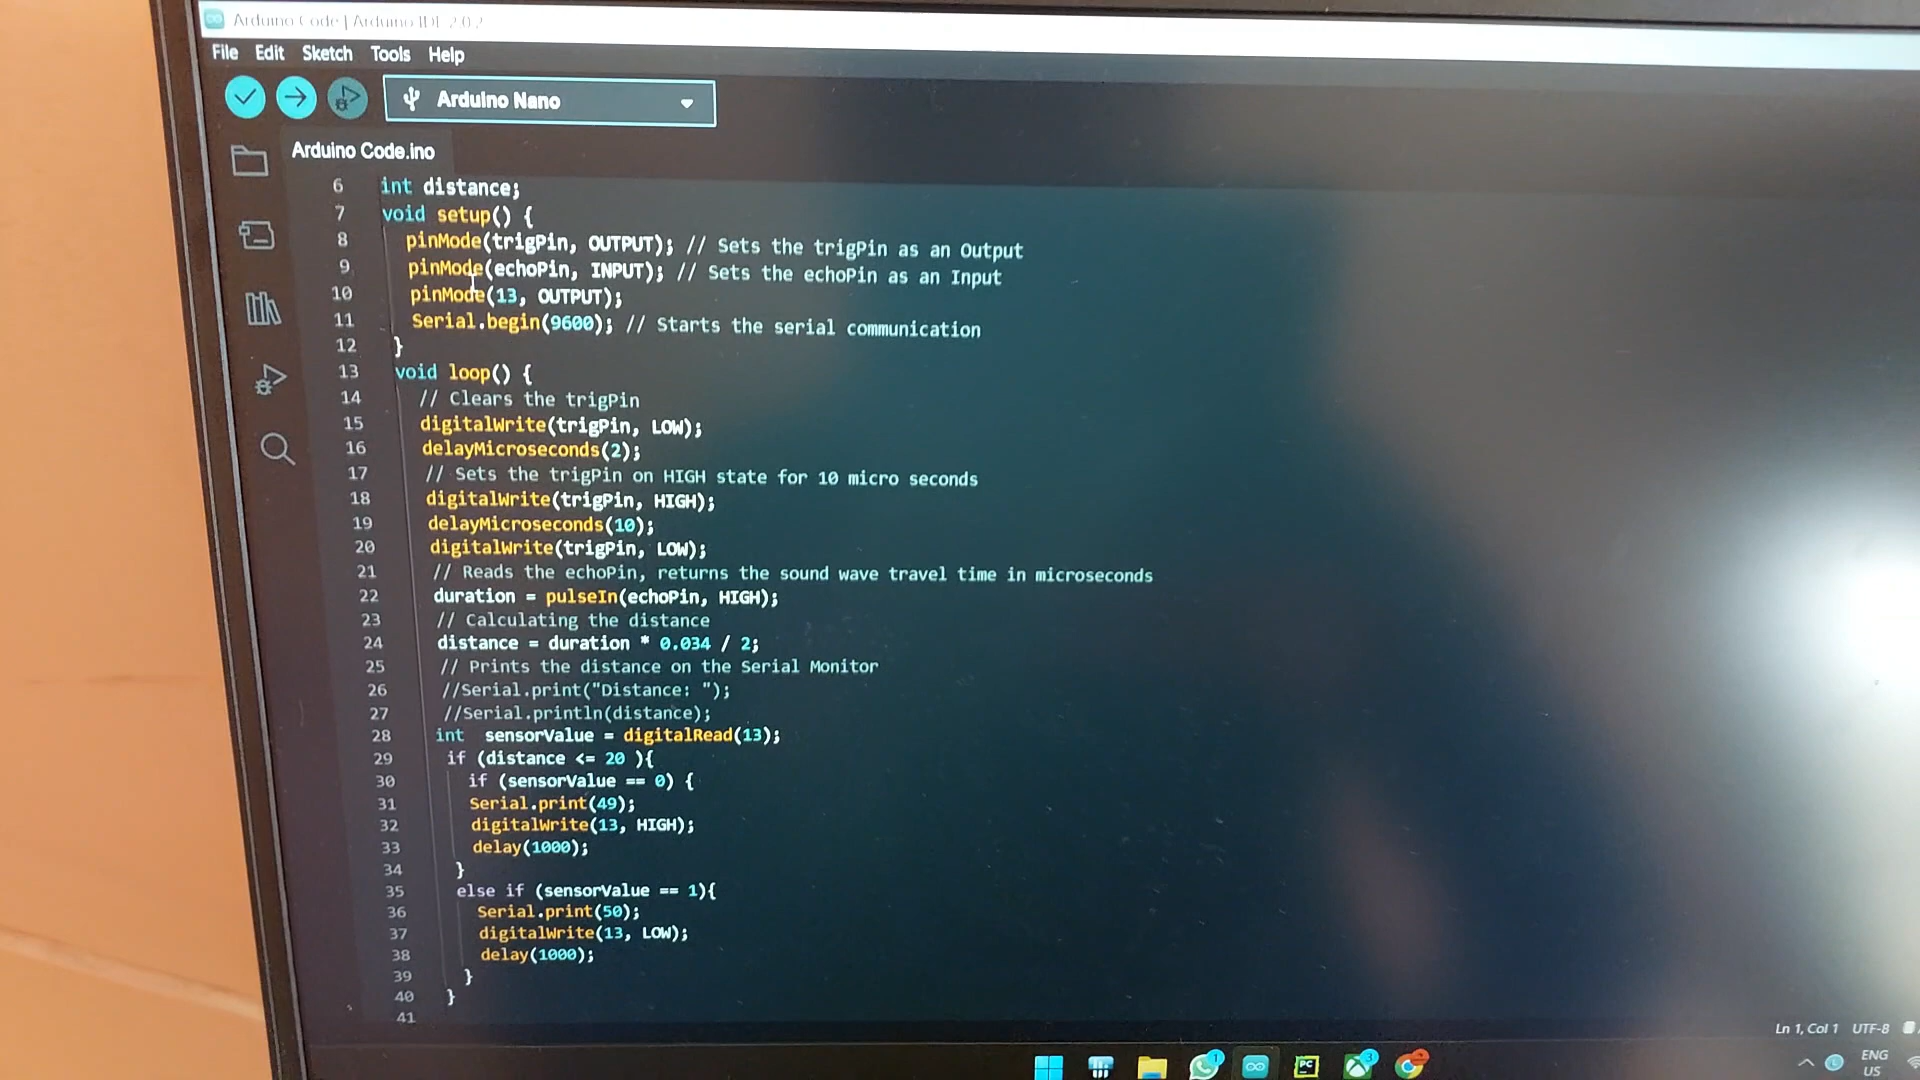 Arduino Code | Arduino IDE 2.0.2
File Edit Sketch Tools Help
Arduino Nano
Arduino Code.ino
6 int distance;
7 void setup() {
8 pinMode(trigPin, OUTPUT); // Sets the trigPin as an Output
9 pinMode(echoPin, INPUT); // Sets the echoPin as an Input
10 pinMode(13, OUTPUT);
11 Serial.begin(9600); // Starts the serial communication
12 }
13 void loop() {
14 // Clears the trigPin
15 digitalWrite(trigPin, LOW);
16 delayMicroseconds(2);
17 // Sets the trigPin on HIGH state for 10 micro seconds
18 digitalWrite(trigPin, HIGH);
19 delayMicroseconds(10);
20 digitalWrite(trigPin, LOW);
21 // Reads the echoPin, returns the sound wave travel time in microseconds
22 duration = pulseIn(echoPin, HIGH);
23 // Calculating the distance
24 distance = duration * 0.034 / 2;
25 // Prints the distance on the Serial Monitor
26 //Serial.print("Distance: ");
27 //Serial.println(distance);
28 int sensorValue = digitalRead(13);
29 if (distance <= 20 ){
30 if (sensorValue == 0) {
31 Serial.print(49);
32 digitalWrite(13, HIGH);
33 delay(1000);
34 }
35 else if (sensorValue == 1){
36 Serial.print(50);
37 digitalWrite(13, LOW);
38 delay(1000);
39 }
40 }
41
Ln 1, Col 1 UTF-8
PC
1
3
ENG
US